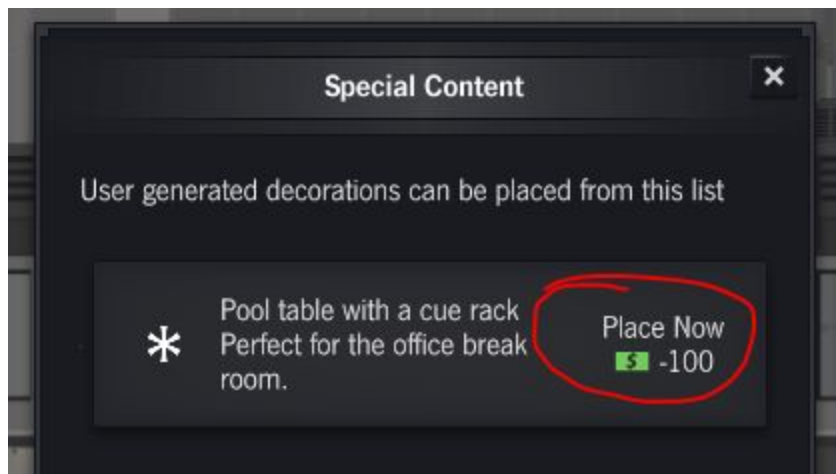 Special Content
User generated decorations can be placed from this list
Pool table with a cue rack
Perfect for the office break
room.
Place Now
$ -100